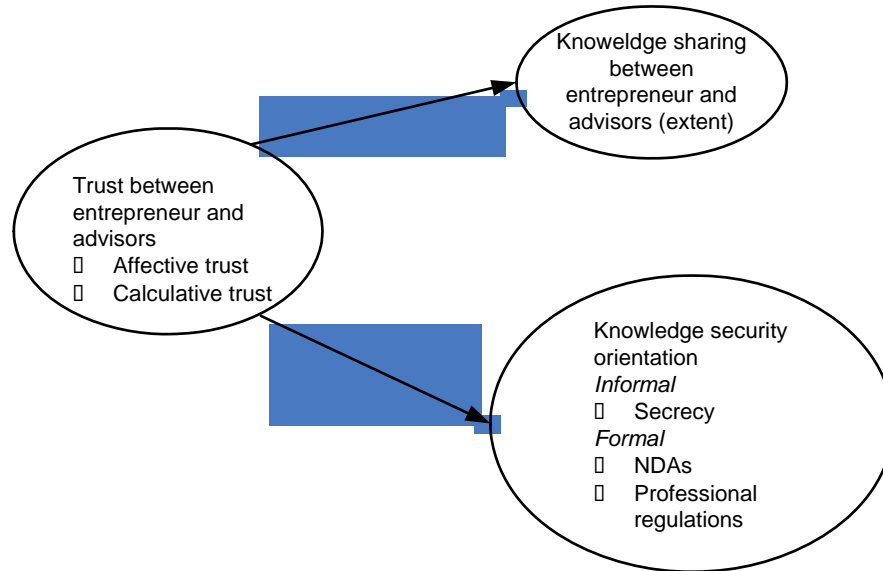 Knoweldge sharing
between
entrepreneur and
advisors (extent)
Trust between
entrepreneur and
advisors
▯ Affective trust
▯ Calculative trust
Knowledge security
orientation
Informal
▯ Secrecy
Formal
▯ NDAs
▯ Professional
regulations